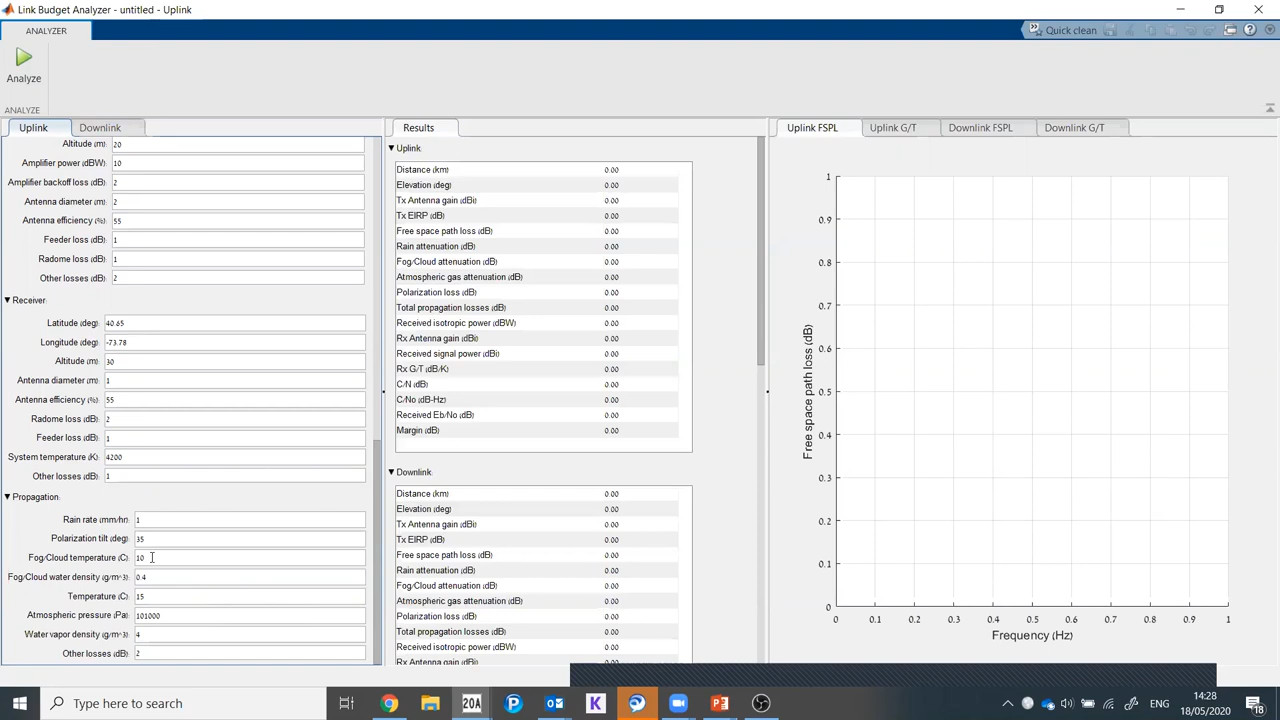 Link Budget Analyzer - untitled - Uplink
ANALYZER
Quick clean
Analyze
ANALYZE
Uplink
Downlink
Altitude (m): 20
Amplifier power (dBW) 10
Amplifier backoff loss (dB): 2
Antenna diameter (m): 2
Antenna efficiency (%): 55
Feeder loss (dB): 1
Radome loss (dB): 1
Other losses (dB): 2
Receiver:
Latitude (deg): 40.65
Longitude (deg): -73.78
Altitude (m): 30
Antenna diameter (m): 1
Antenna efficiency (%): 55
Radome loss (dB): 2
Feeder loss (dB): 1
System temperature (K): 4200
Other losses (dB): 1
Propagation:
Rain rate (mm/hr): 1
Polarization tilt (deg): 35
Fog/Cloud temperature (C): 10
Fog/Cloud water density (g/m^3): 0.4
Temperature (C): 15
Atmospheric pressure (Pa): 101000
Water vapor density (g/m^3): 4
Other losses (dB): 2
Results
Uplink:
Distance (km) 0.00
Elevation (deg) 0.00
Tx Antenna gain (dBi) 0.00
Tx EIRP (dB) 0.00
Free space path loss (dB) 0.00
Rain attenuation (dB) 0.00
Fog/Cloud attenuation (dB) 0.00
Atmospheric gas attenuation (dB) 0.00
Polarization loss (dB) 0.00
Total propagation losses (dB) 0.00
Received isotropic power (dBW) 0.00
Rx Antenna gain (dBi) 0.00
Received signal power (dBi) 0.00
Rx G/T (dB/K) 0.00
C/N (dB) 0.00
C/No (dB-Hz) 0.00
Received Eb/No (dB) 0.00
Margin (dB) 0.00
Downlink:
Distance (km) 0.00
Elevation (deg) 0.00
Tx Antenna gain (dBi) 0.00
Tx EIRP (dB) 0.00
Free space path loss (dB) 0.00
Rain attenuation (dB) 0.00
Fog/Cloud attenuation (dB) 0.00
Atmospheric gas attenuation (dB) 0.00
Polarization loss (dB) 0.00
Total propagation losses (dB) 0.00
Received isotropic power (dBW) 0.00
Rx Antenna gain (dBi) 0.00
Uplink FSPL
Uplink G/T
Downlink FSPL
Downlink G/T
Free space path loss (dB)
1
0.9
0.8
0.7
0.6
0.5
0.4
0.3
0.2
0.1
0
0 0.1 0.2 0.3 0.4 0.5 0.6 0.7 0.8 0.9 1
Frequency (Hz)
Type here to search
20A
K
ENG
14:28
18/05/2020
18